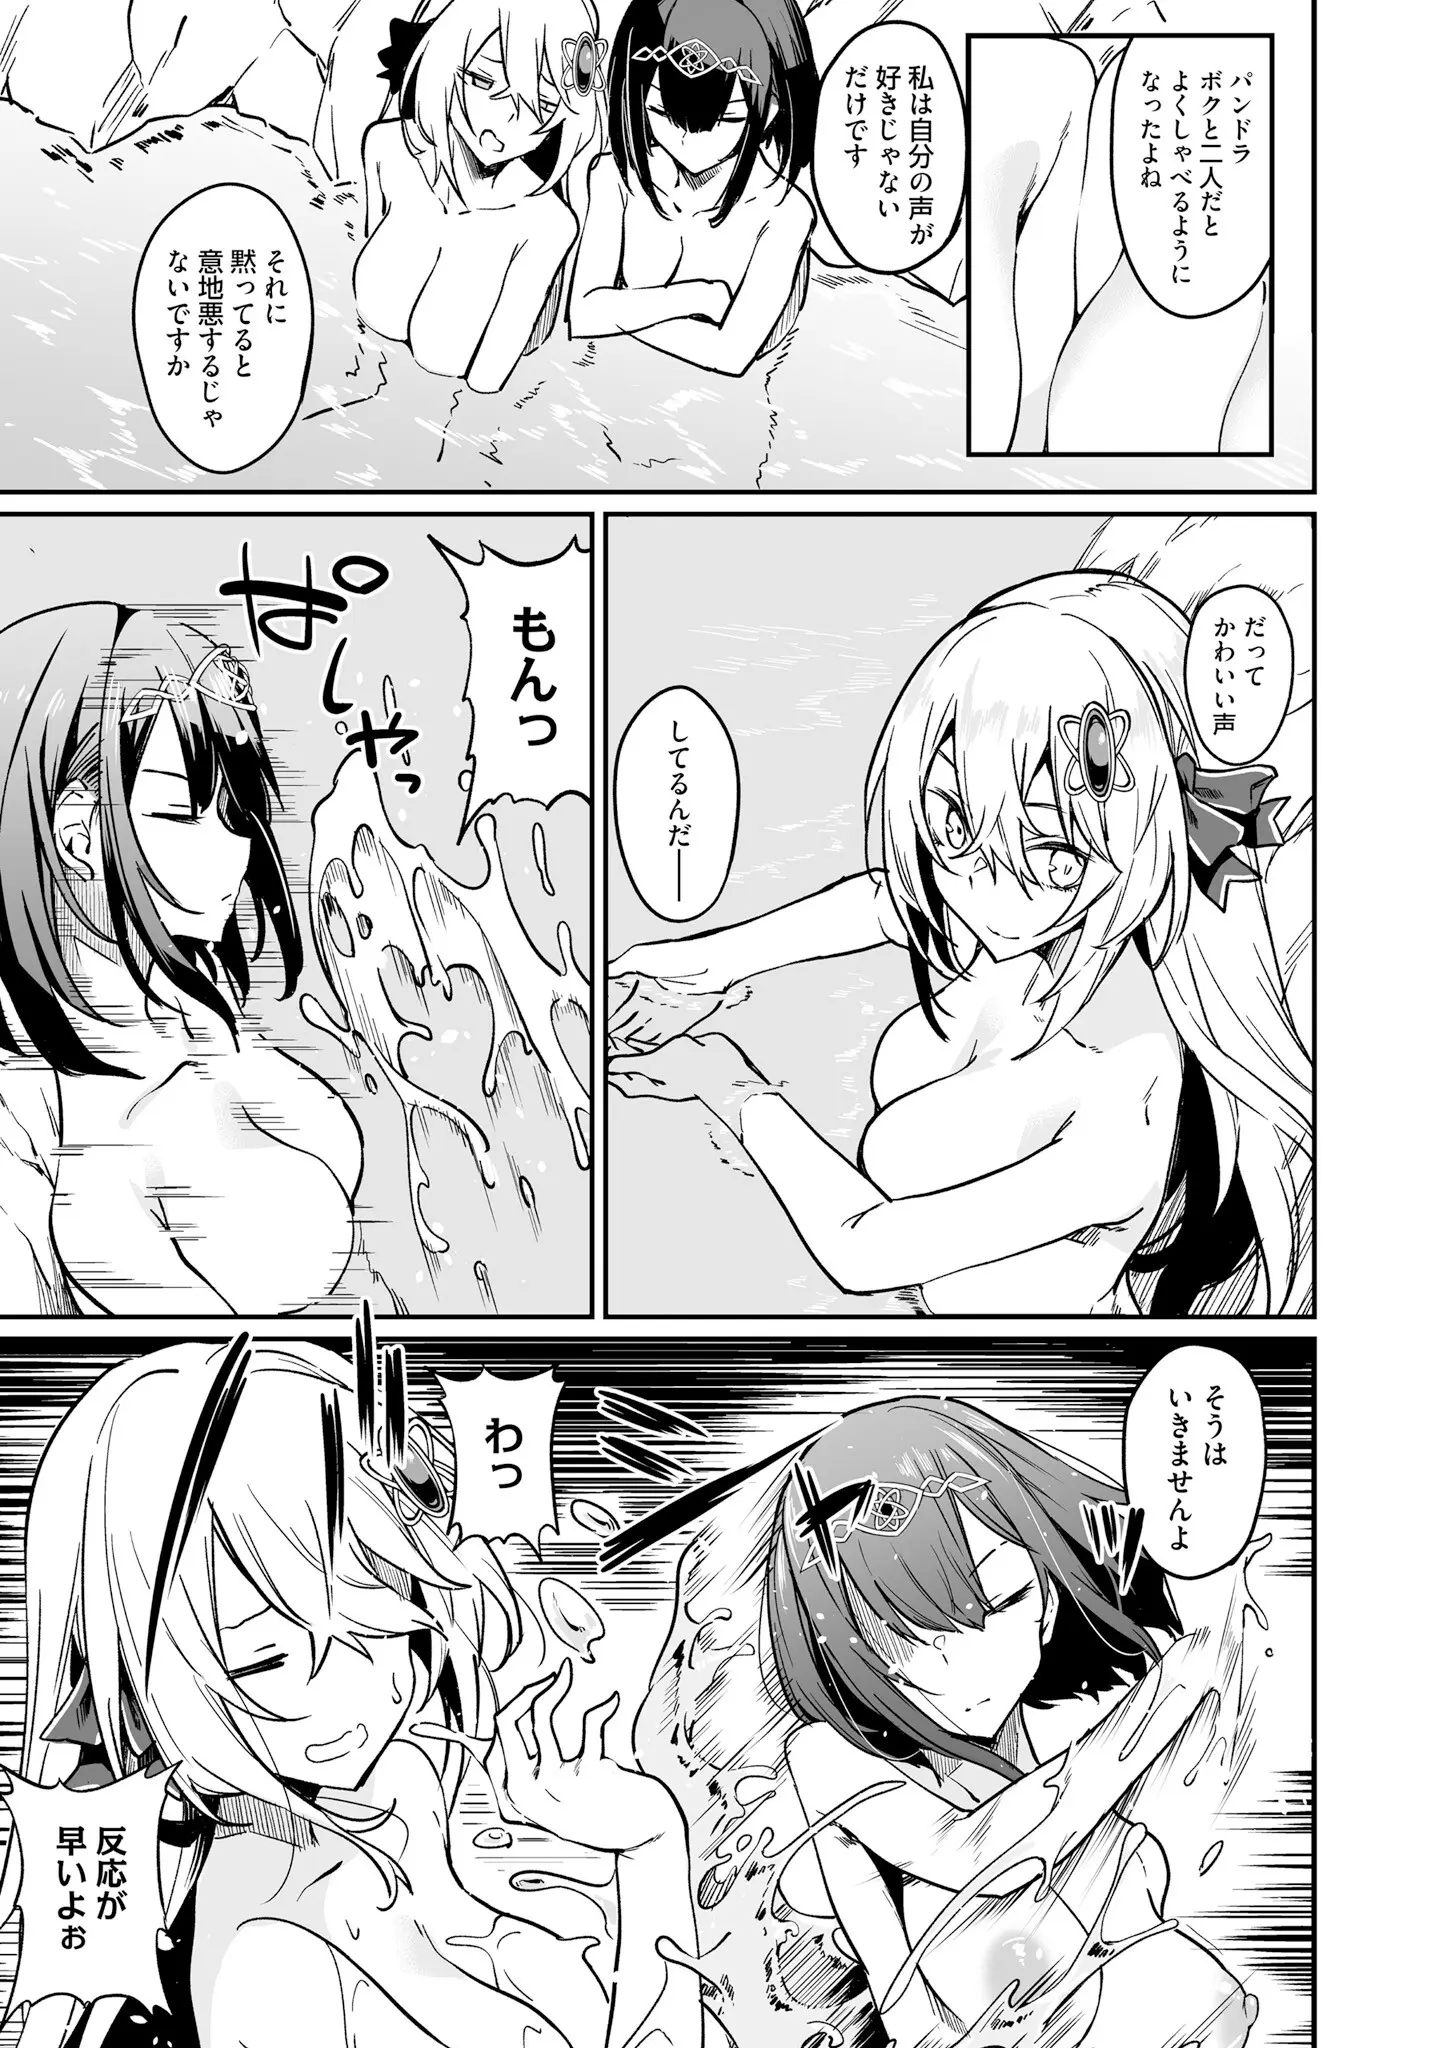 パンドラ
ボクと二人だと
よくしゃべるように
なったよね
私は自分の声が
好きじゃない
だけです
それに
黙ってると
意地悪するじゃ
ないですか
だって
かわいい声
してるんだ――
もんっ
ぱしゃやっ
そうは
いきませんよ
わっ
反応が
早いよぉ